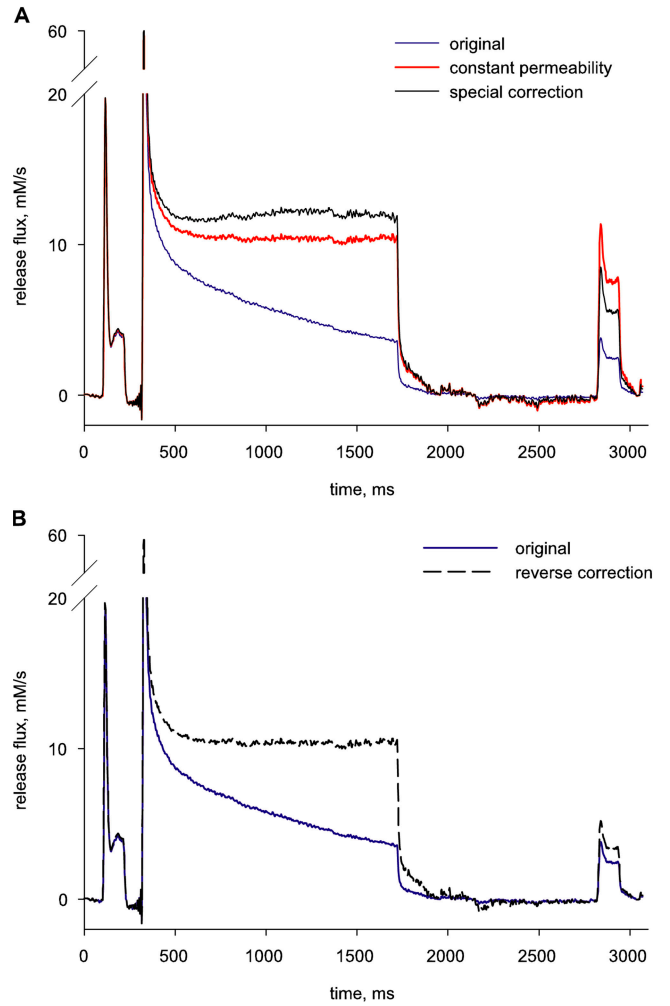 A
60
original
constant permeability
20
special correction
release flux, mM/s
10
0
0 500 1000 1500 2000 2500 3000
time, ms
B
60
original
reverse correction
20
release flux, mM/s
10
0
0 500 1000 1500 2000 2500 3000
time, ms